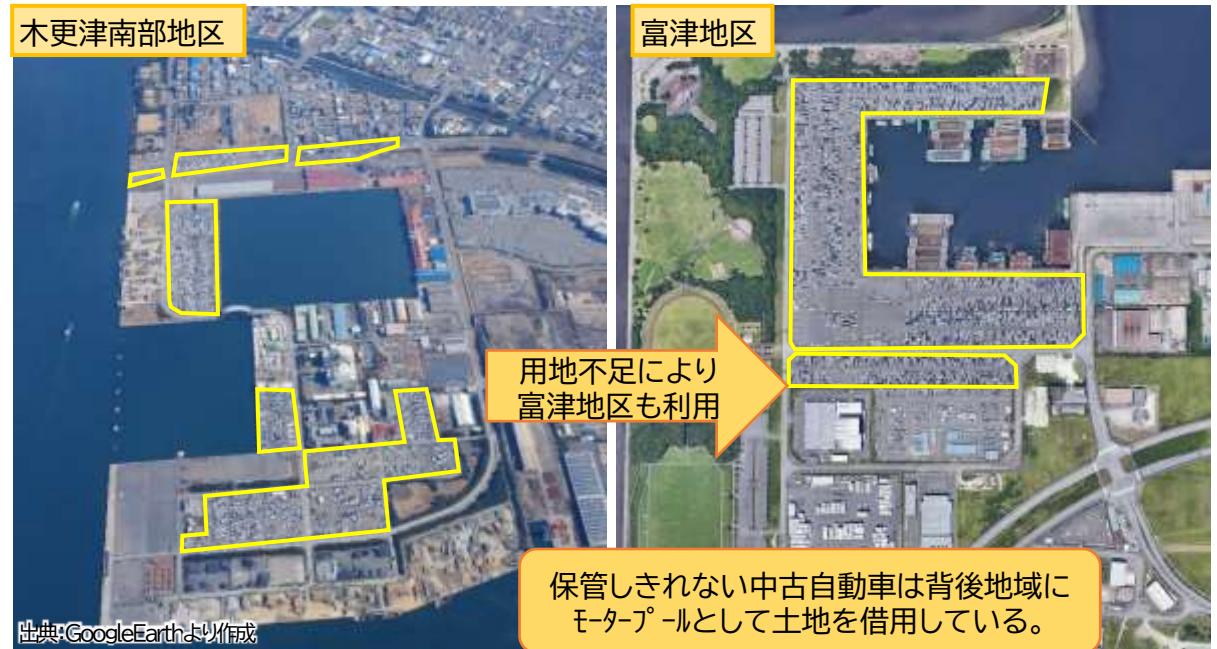 木更津南部地区
富津地区
用地不足により
富津地区も利用
保管しきれない中古自動車は背後地域に
ﾓｰﾀｰﾌﾟｰﾙとして土地を借用している。
出典:GoogleEarthより作成